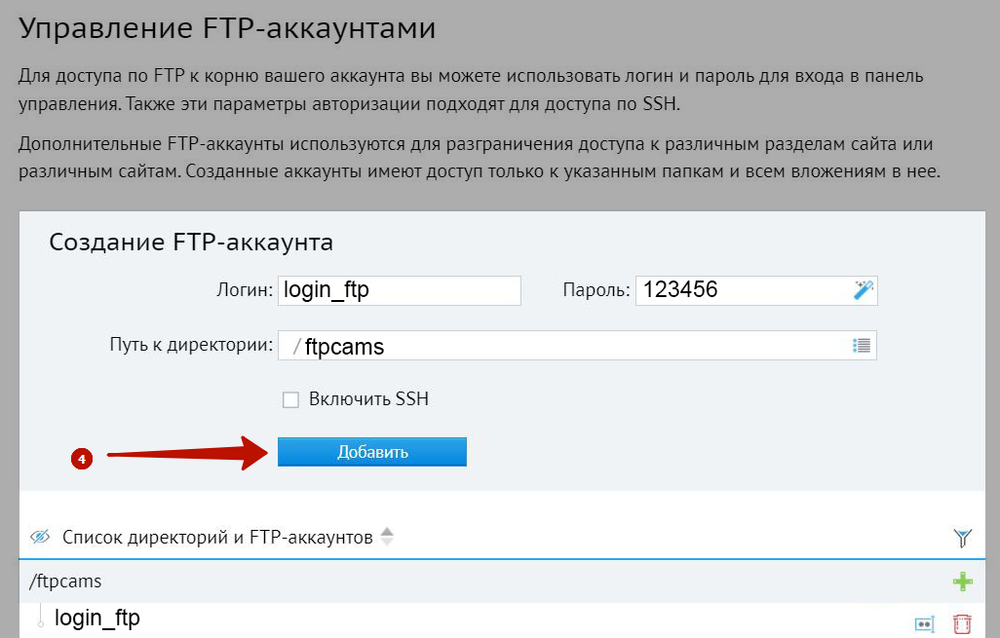 Управление FTP-аккаунтами
Для доступа по FTP к корню вашего аккаунта вы можете использовать логин и пароль для входа в панель
управления. Также эти параметры авторизации подходят для доступа по SSH.
Дополнительные FTP-аккаунты используются для разграничения доступа к различным разделам сайта или
различным сайтам. Созданные аккаунты имеют доступ только к указанным папкам и всем вложениям в нее.
Создание FTP-аккаунта
Логин: login_ftp Пароль: 123456
Путь к директории: / ftpcams
Включить SSH
4 Добавить
Список директорий и FTP-аккаунтов
/ftpcams
login_ftp